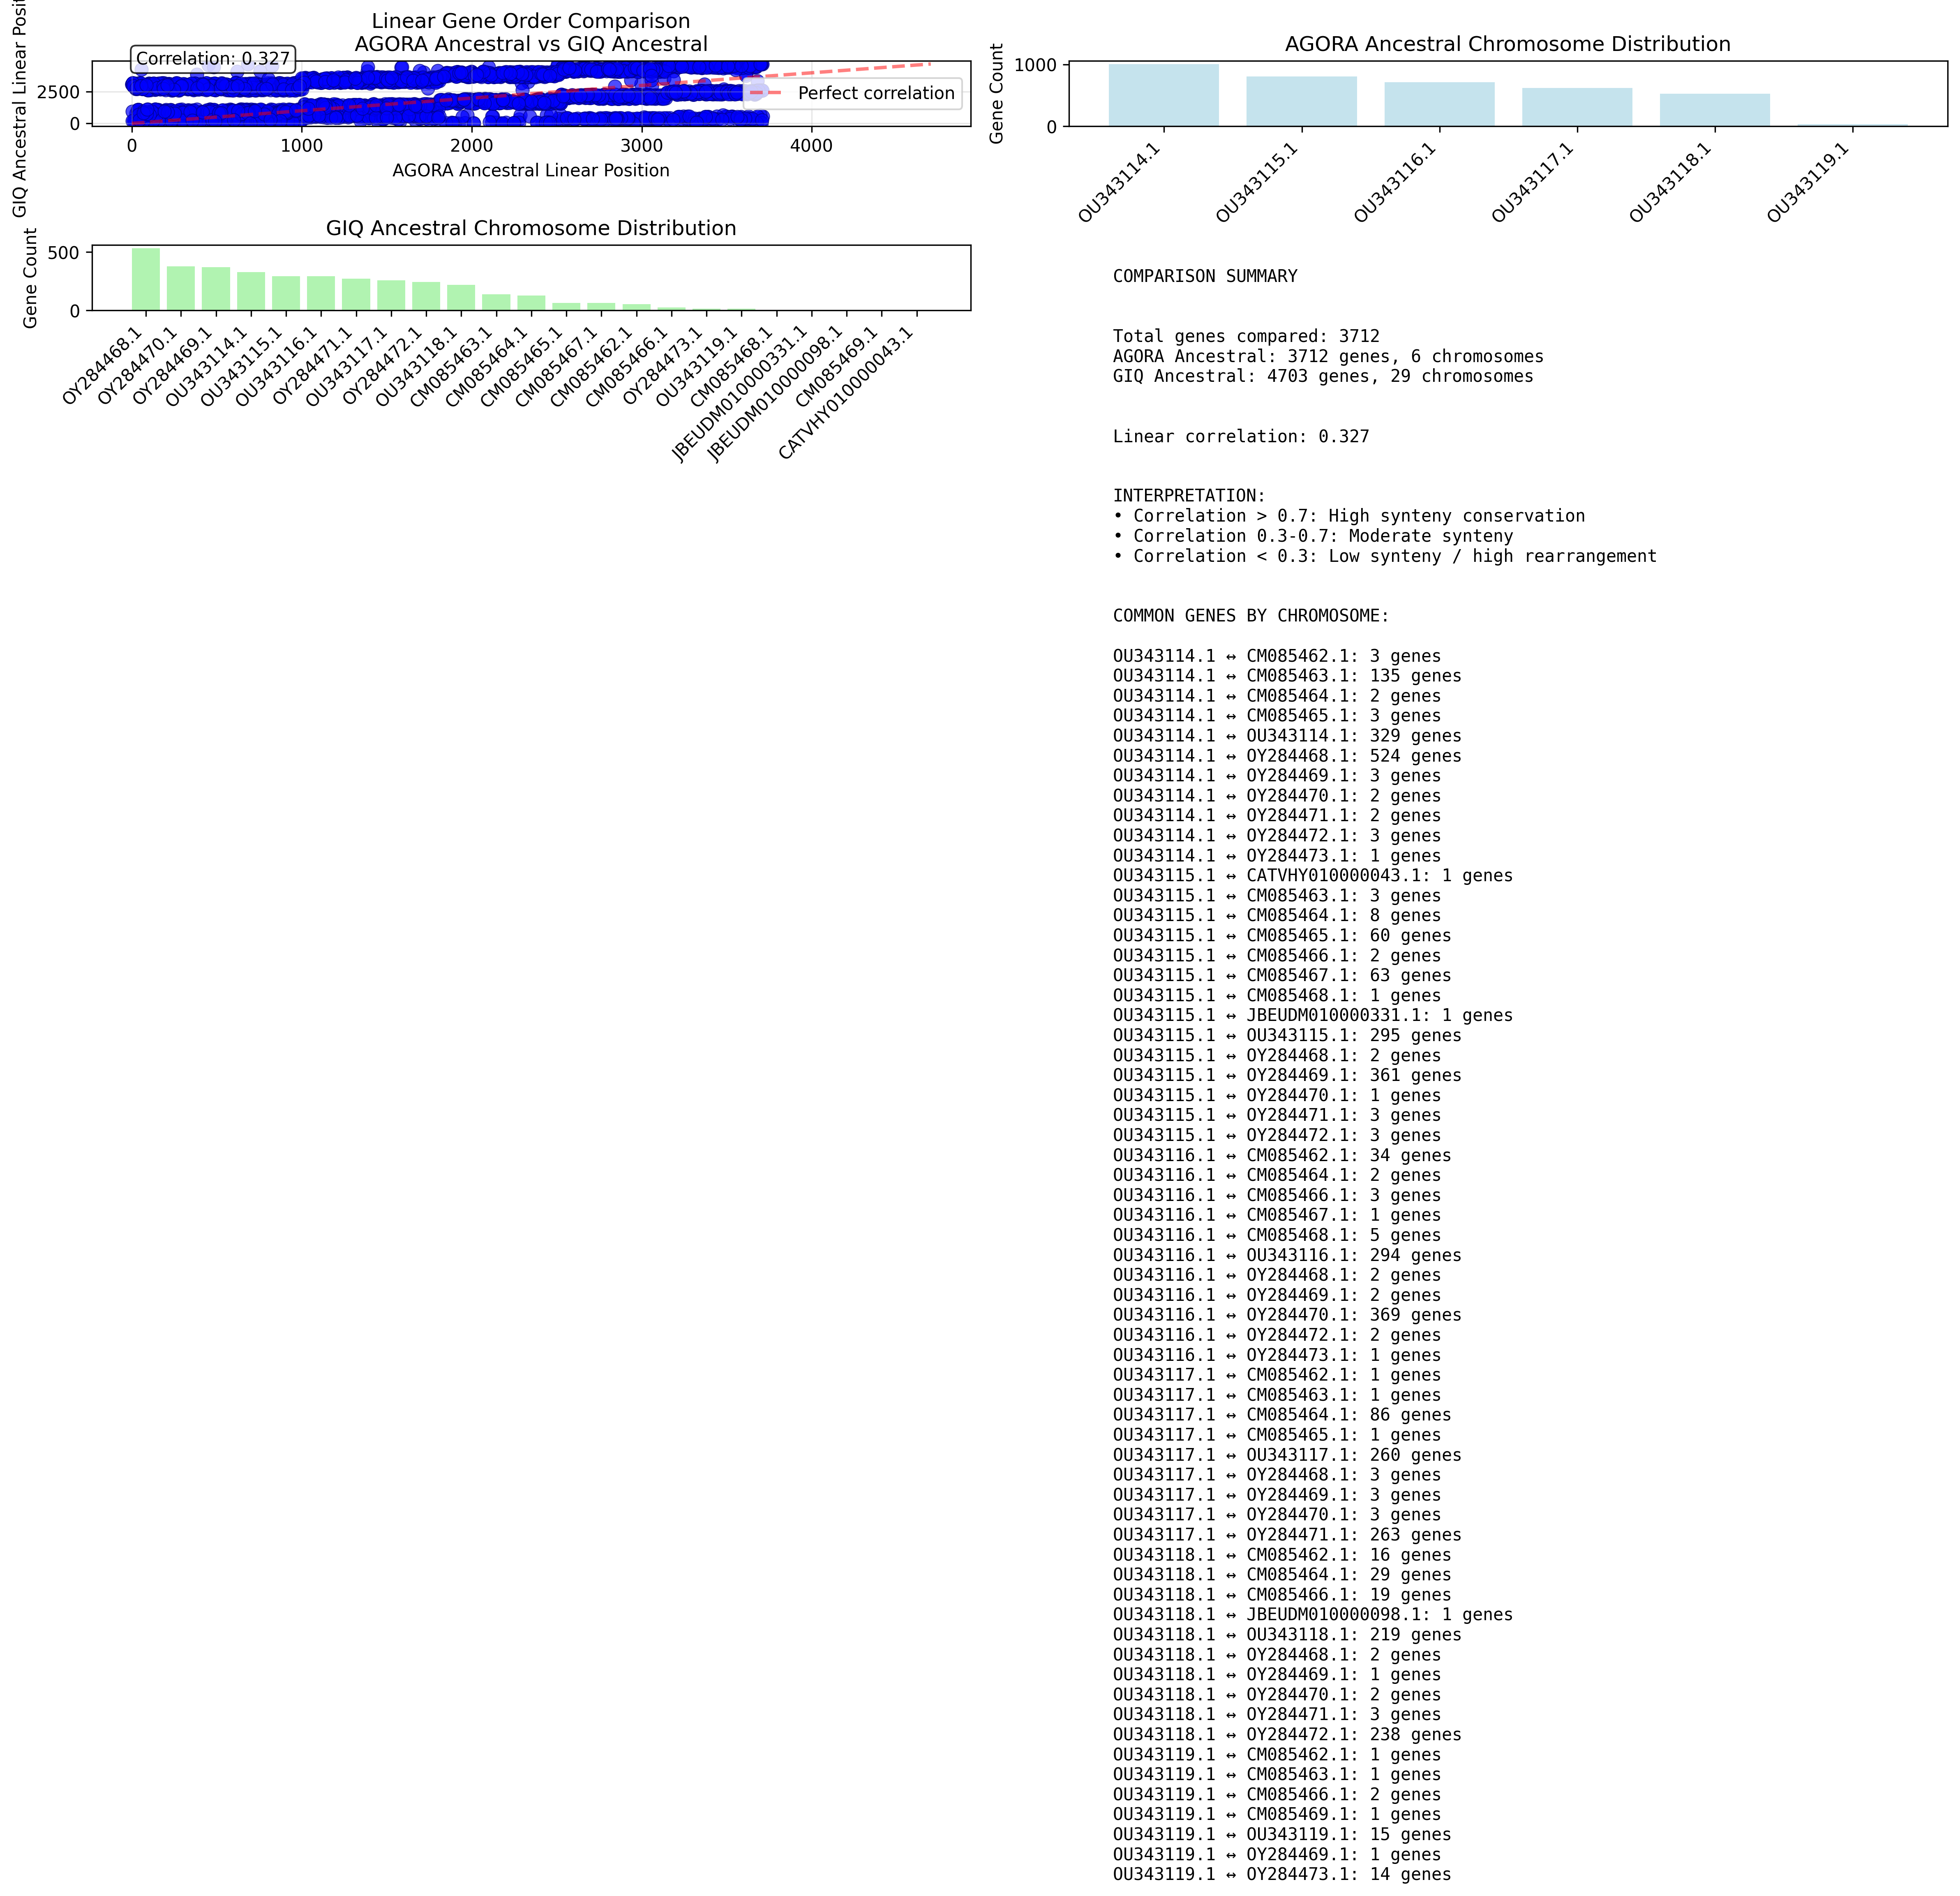 Linear Gene Order Comparison
AGORA Ancestral vs GIQ Ancestral
GIQ Ancestral Linear Posit
Correlation: 0.327
Perfect correlation
2500
0
0
1000
2000
3000
4000
AGORA Ancestral Linear Position
AGORA Ancestral Chromosome Distribution
Gene Count
1000
0
OU343114.1
OU343115.1
OU343116.1
OU343117.1
OU343118.1
OU343119.1
GIQ Ancestral Chromosome Distribution
Gene Count
500
0
OY284468.1
OY284470.1
OY284469.1
OU343114.1
OU343115.1
OU343116.1
OY284471.1
OU343117.1
OY284472.1
OU343118.1
CM085463.1
CM085464.1
CM085465.1
CM085467.1
CM085462.1
CM085466.1
OY284473.1
OU343119.1
CM085468.1
JBEUDM010000331.1
JBEUDM010000098.1
CM085469.1
CATVHY010000043.1
COMPARISON SUMMARY
Total genes compared: 3712
AGORA Ancestral: 3712 genes, 6 chromosomes
GIQ Ancestral: 4703 genes, 29 chromosomes
Linear correlation: 0.327
INTERPRETATION:
• Correlation > 0.7: High synteny conservation
• Correlation 0.3-0.7: Moderate synteny
• Correlation < 0.3: Low synteny / high rearrangement
COMMON GENES BY CHROMOSOME:
OU343114.1 ↔ CM085462.1: 3 genes
OU343114.1 ↔ CM085463.1: 135 genes
OU343114.1 ↔ CM085464.1: 2 genes
OU343114.1 ↔ CM085465.1: 3 genes
OU343114.1 ↔ OU343114.1: 329 genes
OU343114.1 ↔ OY284468.1: 524 genes
OU343114.1 ↔ OY284469.1: 3 genes
OU343114.1 ↔ OY284470.1: 2 genes
OU343114.1 ↔ OY284471.1: 2 genes
OU343114.1 ↔ OY284472.1: 3 genes
OU343114.1 ↔ OY284473.1: 1 genes
OU343115.1 ↔ CATVHY010000043.1: 1 genes
OU343115.1 ↔ CM085463.1: 3 genes
OU343115.1 ↔ CM085464.1: 8 genes
OU343115.1 ↔ CM085465.1: 60 genes
OU343115.1 ↔ CM085466.1: 2 genes
OU343115.1 ↔ CM085467.1: 63 genes
OU343115.1 ↔ CM085468.1: 1 genes
OU343115.1 ↔ JBEUDM010000331.1: 1 genes
OU343115.1 ↔ OU343115.1: 295 genes
OU343115.1 ↔ OY284468.1: 2 genes
OU343115.1 ↔ OY284469.1: 361 genes
OU343115.1 ↔ OY284470.1: 1 genes
OU343115.1 ↔ OY284471.1: 3 genes
OU343115.1 ↔ OY284472.1: 3 genes
OU343116.1 ↔ CM085462.1: 34 genes
OU343116.1 ↔ CM085464.1: 2 genes
OU343116.1 ↔ CM085466.1: 3 genes
OU343116.1 ↔ CM085467.1: 1 genes
OU343116.1 ↔ CM085468.1: 5 genes
OU343116.1 ↔ OU343116.1: 294 genes
OU343116.1 ↔ OY284468.1: 2 genes
OU343116.1 ↔ OY284469.1: 2 genes
OU343116.1 ↔ OY284470.1: 369 genes
OU343116.1 ↔ OY284472.1: 2 genes
OU343116.1 ↔ OY284473.1: 1 genes
OU343117.1 ↔ CM085462.1: 1 genes
OU343117.1 ↔ CM085463.1: 1 genes
OU343117.1 ↔ CM085464.1: 86 genes
OU343117.1 ↔ CM085465.1: 1 genes
OU343117.1 ↔ OU343117.1: 260 genes
OU343117.1 ↔ OY284468.1: 3 genes
OU343117.1 ↔ OY284469.1: 3 genes
OU343117.1 ↔ OY284470.1: 3 genes
OU343117.1 ↔ OY284471.1: 263 genes
OU343118.1 ↔ CM085462.1: 16 genes
OU343118.1 ↔ CM085464.1: 29 genes
OU343118.1 ↔ CM085466.1: 19 genes
OU343118.1 ↔ JBEUDM010000098.1: 1 genes
OU343118.1 ↔ OU343118.1: 219 genes
OU343118.1 ↔ OY284468.1: 2 genes
OU343118.1 ↔ OY284469.1: 1 genes
OU343118.1 ↔ OY284470.1: 2 genes
OU343118.1 ↔ OY284471.1: 3 genes
OU343118.1 ↔ OY284472.1: 238 genes
OU343119.1 ↔ CM085462.1: 1 genes
OU343119.1 ↔ CM085463.1: 1 genes
OU343119.1 ↔ CM085466.1: 2 genes
OU343119.1 ↔ CM085469.1: 1 genes
OU343119.1 ↔ OU343119.1: 15 genes
OU343119.1 ↔ OY284469.1: 1 genes
OU343119.1 ↔ OY284473.1: 14 genes